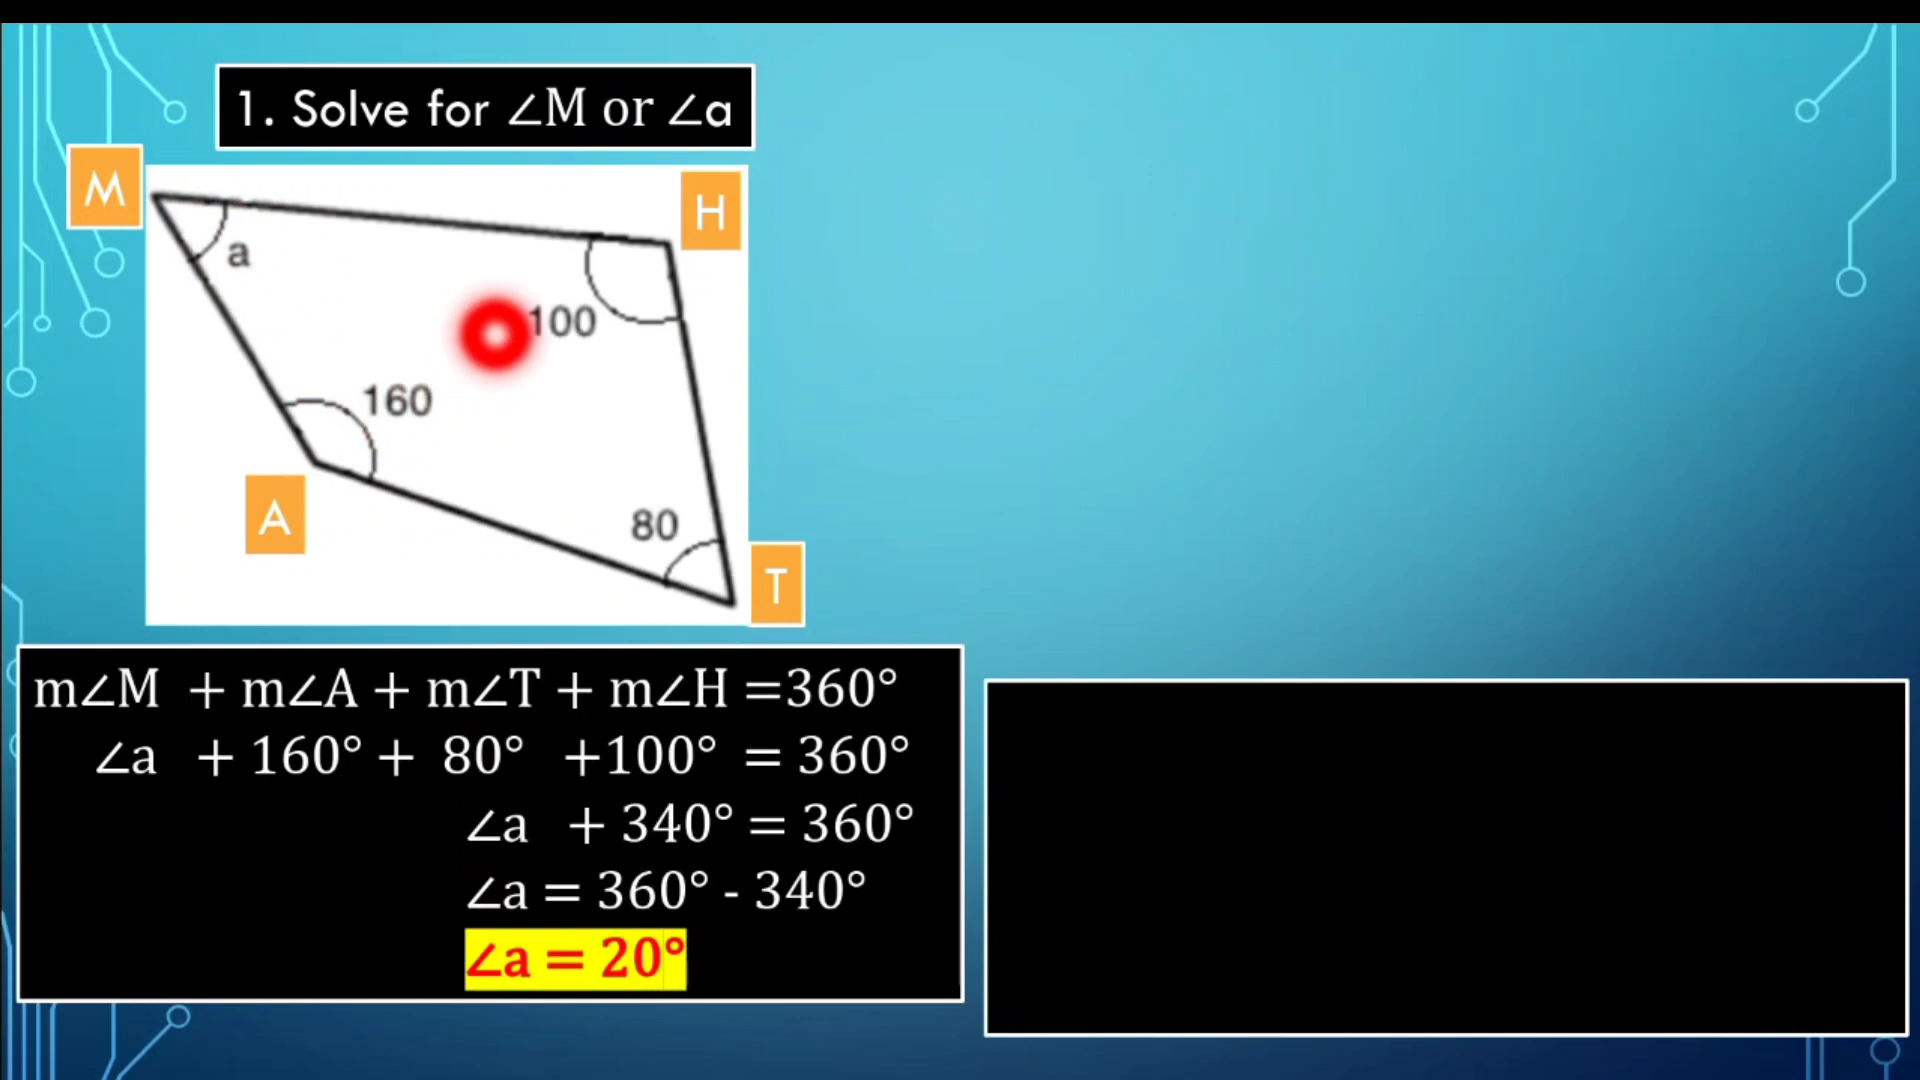 1. Solve for ∠M or ∠a
M
H
a
100
160
A
80
T
m∠M + m∠A + m∠T + m∠H =360°
∠a + 160° + 80° +100° = 360°
∠a + 340° = 360°
∠a = 360° - 340°
∠a = 20°